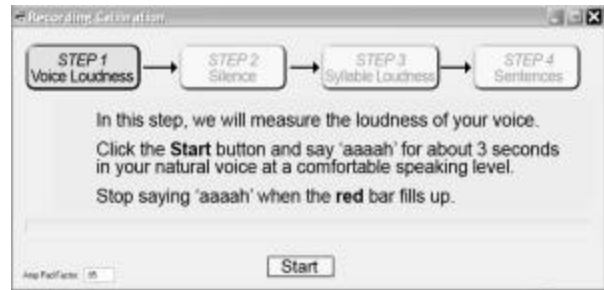 Recording Calibration
STEP 1 STEP 2 STEP 3 STEP 4
Voice Loudness Silence Syllable Loudness Sentences
In this step, we will measure the loudness of your voice.
Click the Start button and say 'aaaah' for about 3 seconds
in your natural voice at a comfortable speaking level.
Stop saying 'aaaah' when the red bar fills up.
Start
Amp